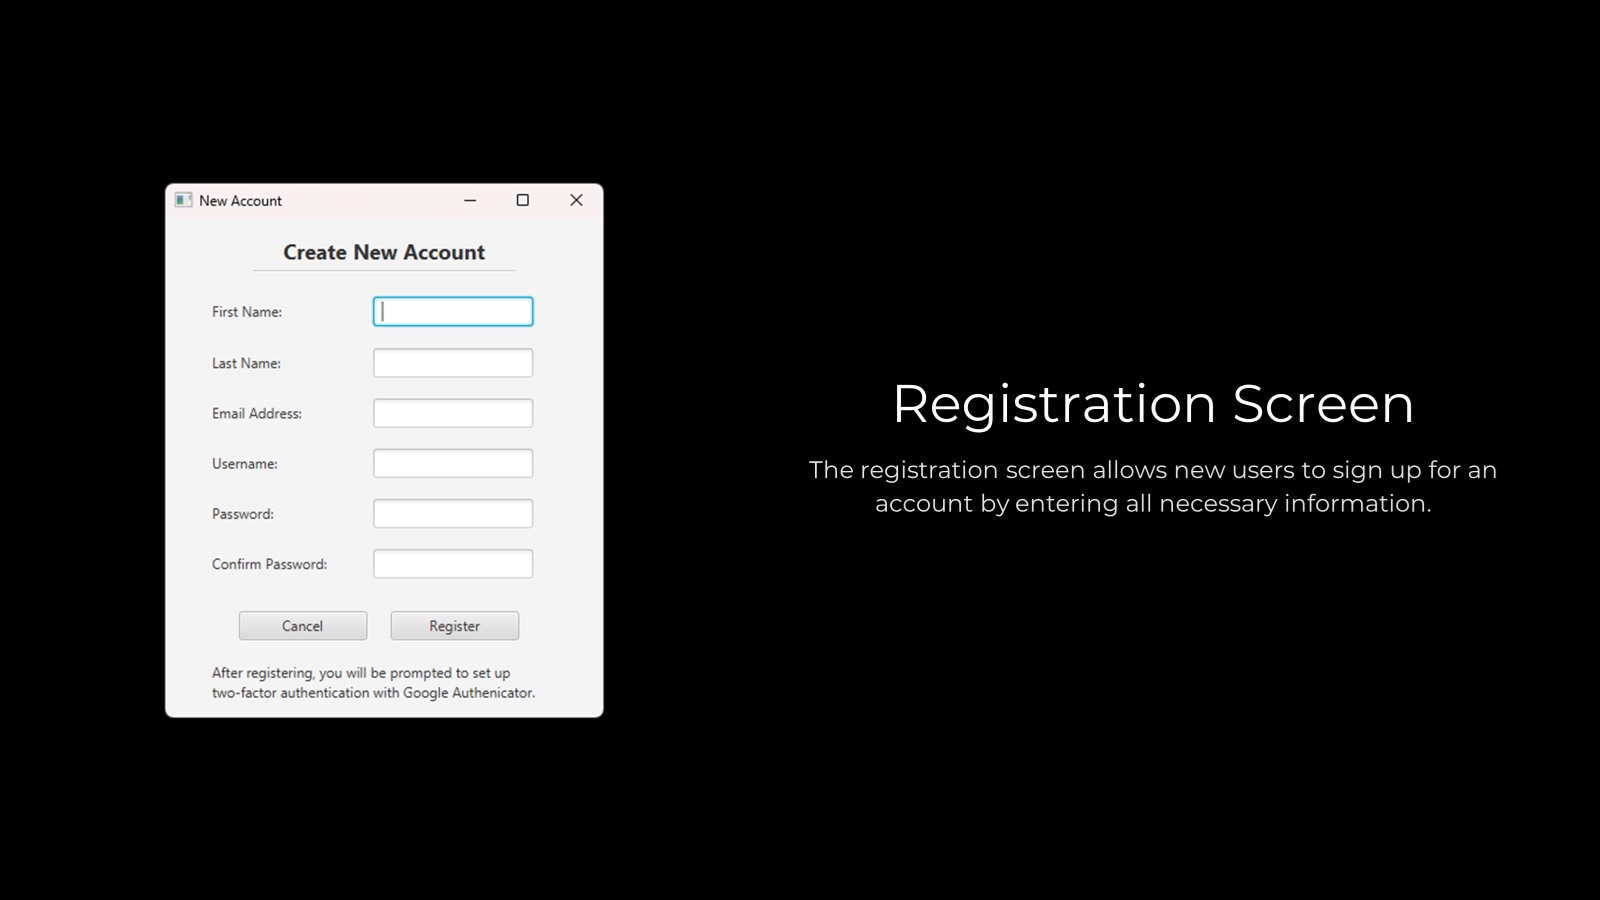 New Account
Create New Account
First Name:
Last Name:
Email Address:
Username:
Password:
Confirm Password:
Cancel
Register
After registering, you will be prompted to set up
two-factor authentication with Google Authenicator.
Registration Screen
The registration screen allows new users to sign up for an
account by entering all necessary information.